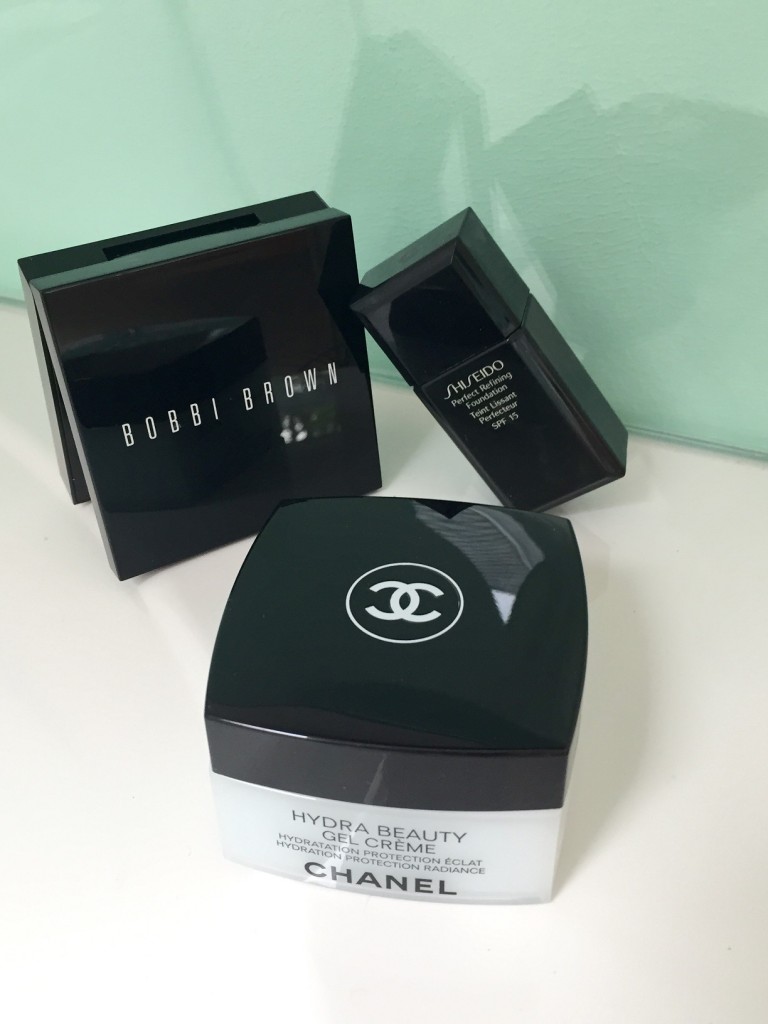 BOBBI BROWN
SHISEIDO
Perfect Refining
Foundation
Teint Lissant
Perfecteur
SPF 15
HYDRA BEAUTY
GEL CRÈME
HYDRATATION PROTECTION ÉCLAT
HYDRATION PROTECTION RADIANCE
CHANEL